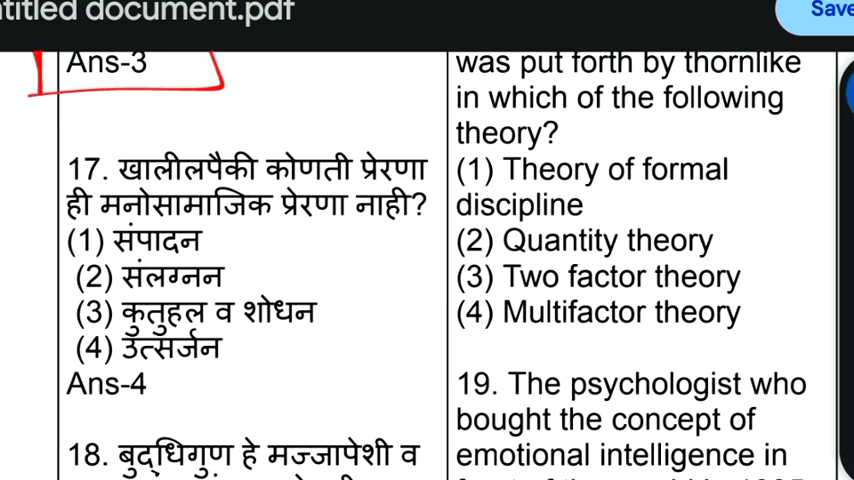 ntitled document.pdf
Save
Ans-3
17. खालीलपैकी कोणती प्रेरणा
ही मनोसामाजिक प्रेरणा नाही?
(1) संपादन
(2) संलग्नन
(3) कुतुहल व शोधन
(4) उत्सर्जन
Ans-4
18. बुद्धिगुण हे मज्जापेशी व
was put forth by thornlike
in which of the following
theory?
(1) Theory of formal
discipline
(2) Quantity theory
(3) Two factor theory
(4) Multifactor theory
19. The psychologist who
bought the concept of
emotional intelligence in